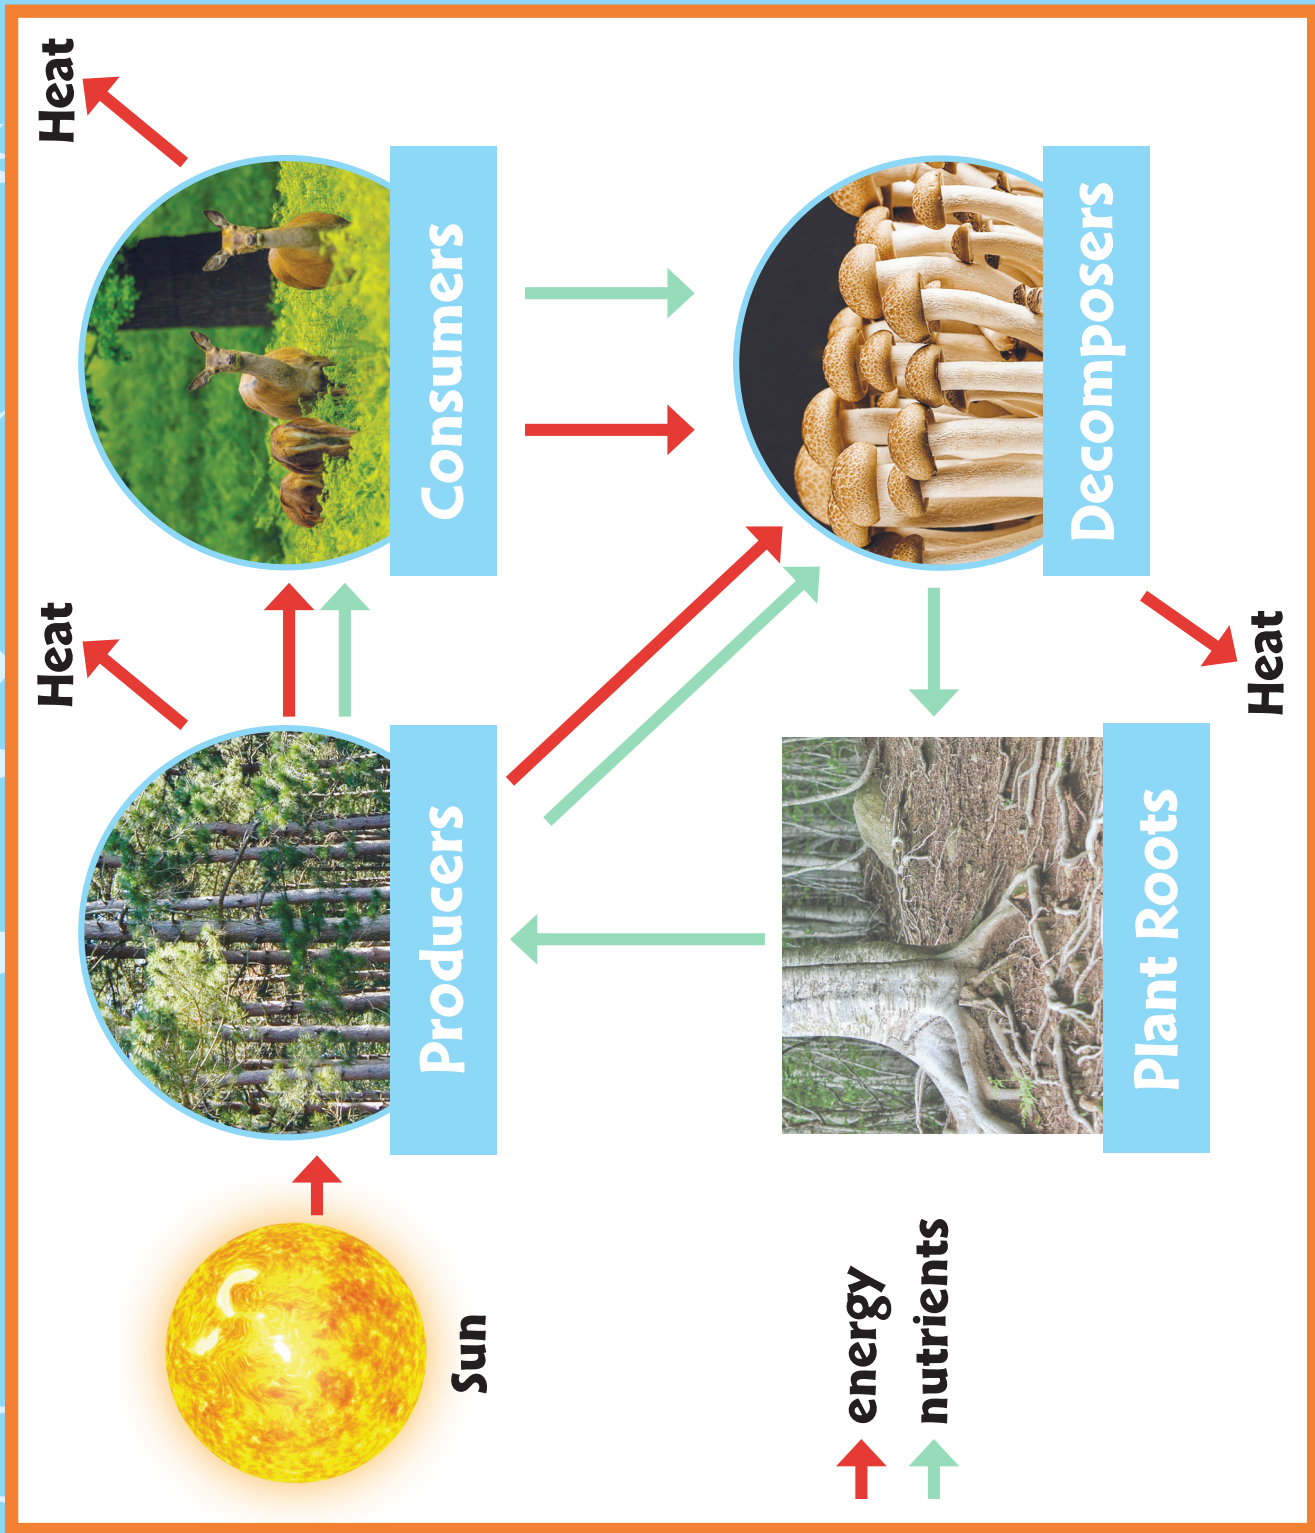 Heat
Heat
Sun
Producers
Consumers
energy
nutrients
Plant Roots
Decomposers
Heat